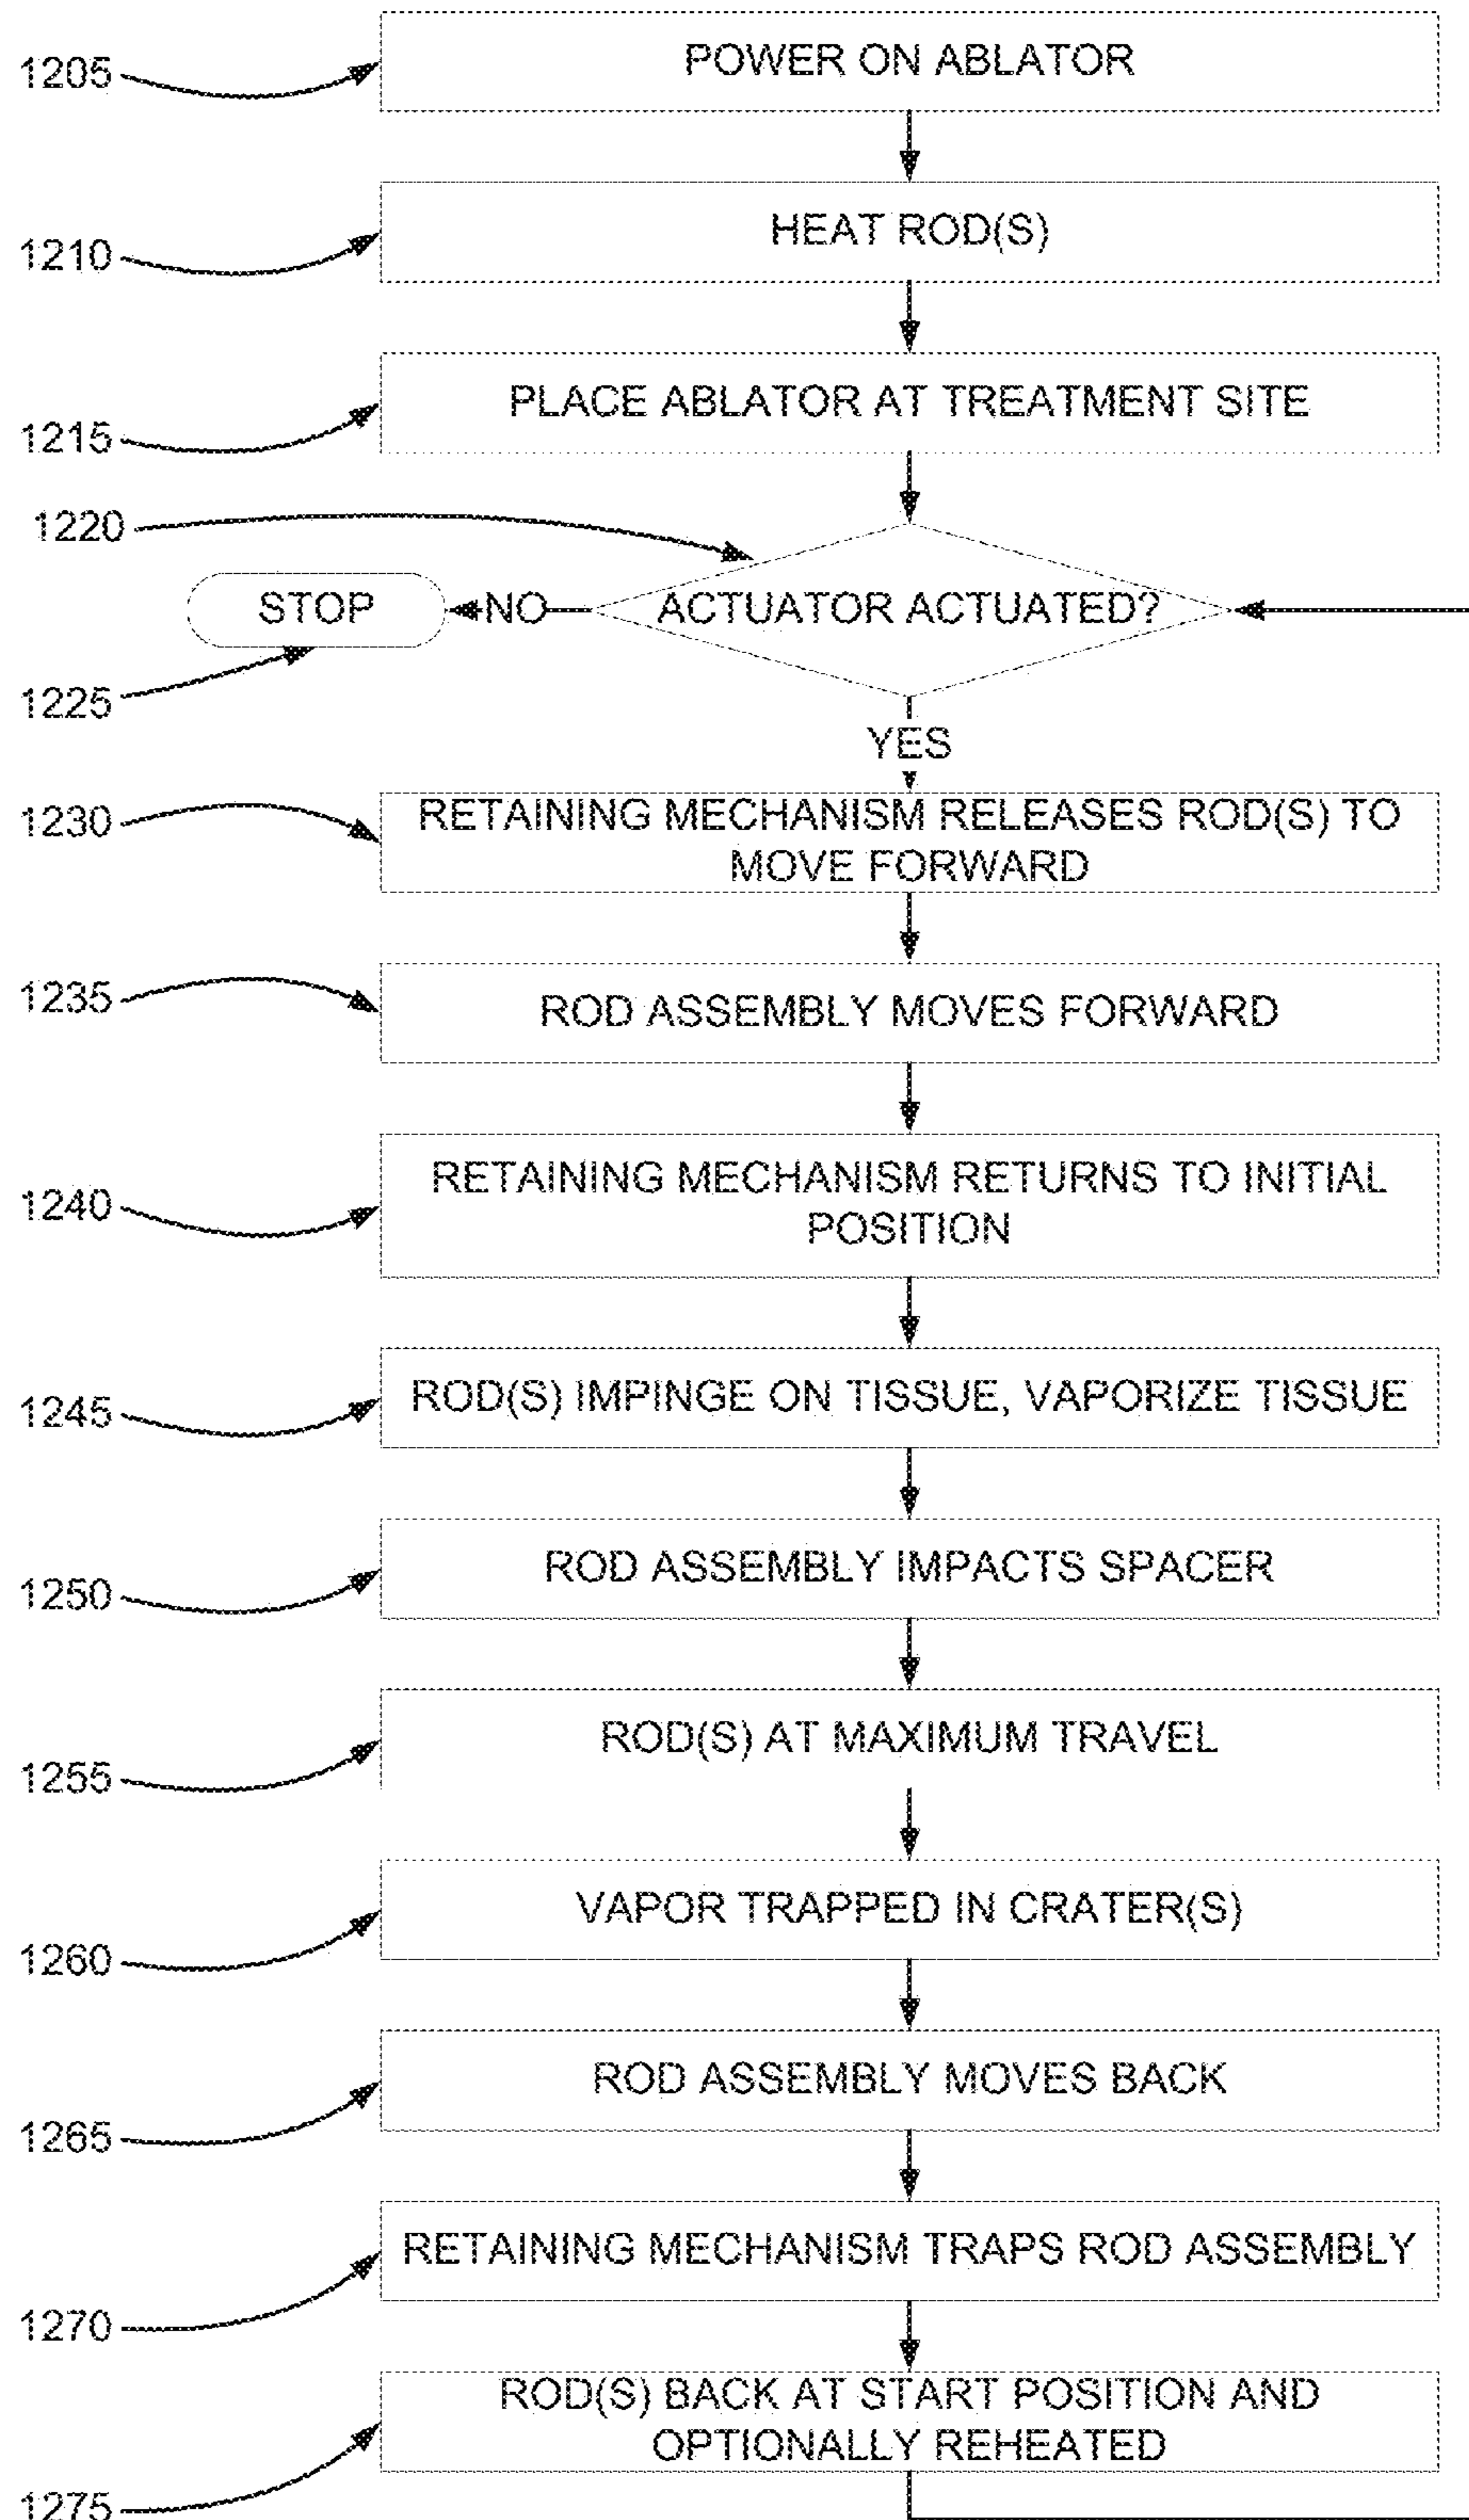 1205
POWER ON ABLATOR
1210
HEAT ROD(S)
1215
PLACE ABLATOR AT TREATMENT SITE
1220
STOP
NO
ACTUATOR ACTUATED?
1225
YES
1230
RETAINING MECHANISM RELEASES ROD(S) TO
MOVE FORWARD
1235
ROD ASSEMBLY MOVES FORWARD
1240
RETAINING MECHANISM RETURNS TO INITIAL
POSITION
1245
ROD(S) IMPINGE ON TISSUE, VAPORIZE TISSUE
1250
ROD ASSEMBLY IMPACTS SPACER
1255
ROD(S) AT MAXIMUM TRAVEL
1260
VAPOR TRAPPED IN CRATER(S)
1265
ROD ASSEMBLY MOVES BACK
1270
RETAINING MECHANISM TRAPS ROD ASSEMBLY
1275
ROD(S) BACK AT START POSITION AND
OPTIONALLY REHEATED